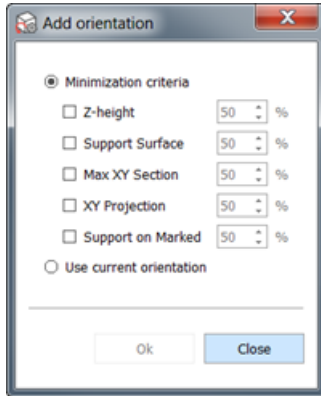 Add orientation
Minimization criteria
Z-height 50 %
Support Surface 50 %
Max XY Section 50 %
XY Projection 50 %
Support on Marked 50 %
Use current orientation
Ok Close